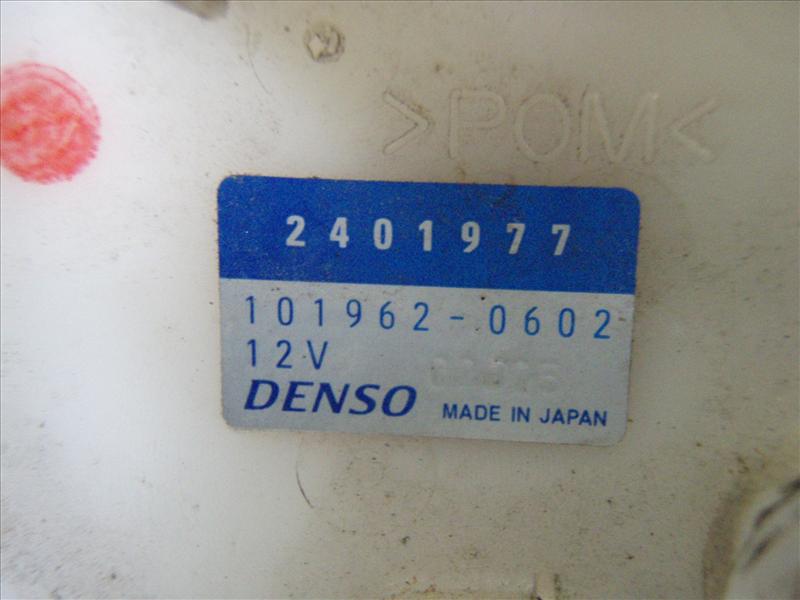 >POM<
2401977
101962-0602
12V
DENSO MADE IN JAPAN